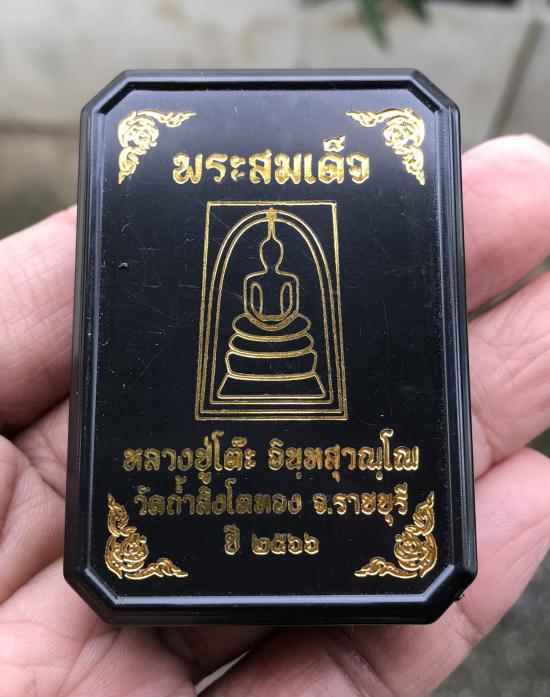 พระสมเด็จ
หลวงปู่โต๊ะ อินฺทสุวณฺโณ
วัดถ้ำสิงโตทอง จ.ราชบุรี
ปี ๒๕๖๖